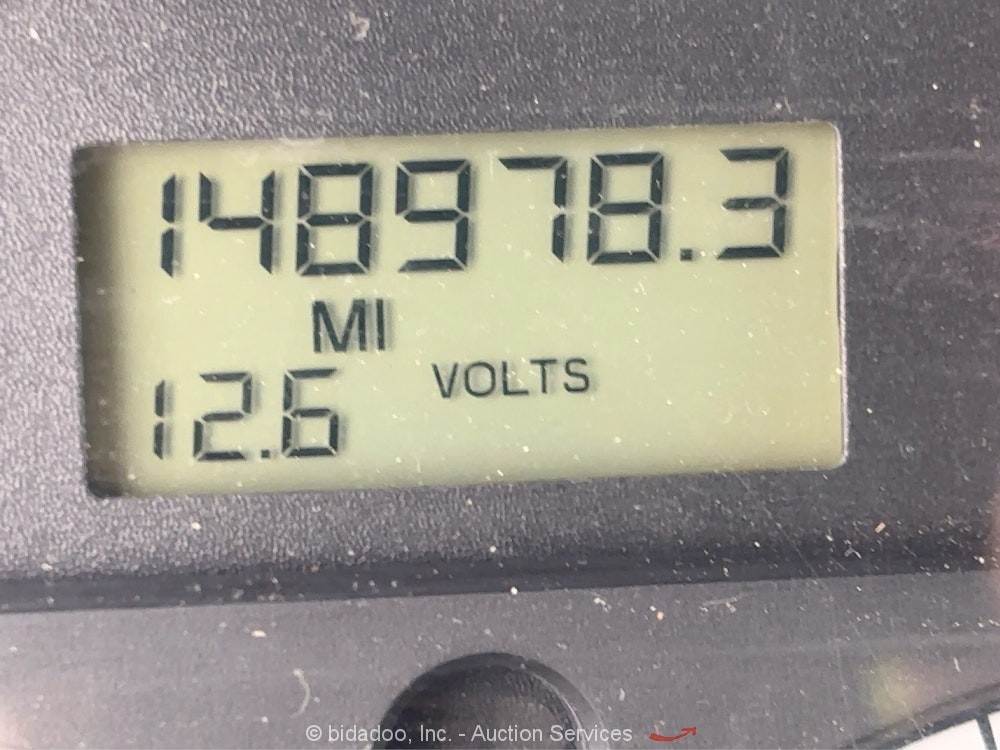 148978.3
MI
12.6 VOLTS
© bidadoo, Inc. - Auction Services